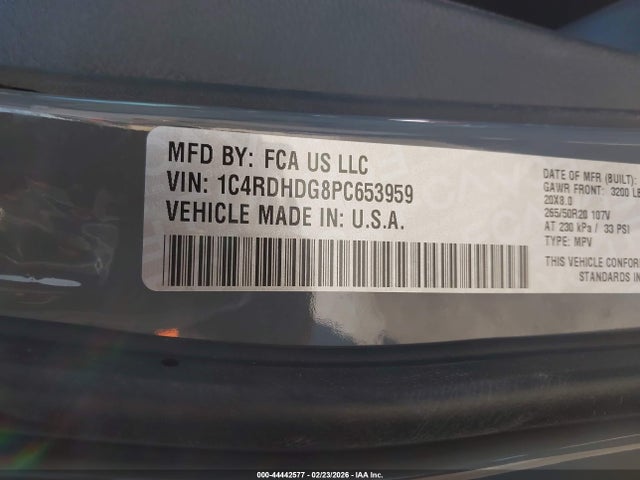 MFD BY: FCA US LLC
VIN: 1C4RDHDG8PC653959
VEHICLE MADE IN: U.S.A.
DATE OF MFR (BUILT):
GAWR FRONT: 3200 LB
20X8.0
265/50R20 107V
AT 230 kPa / 33 PSI
TYPE: MPV
THIS VEHICLE CONFORM
STANDARDS IN
000-44442577 - 02/23/2026 - IAA Inc.